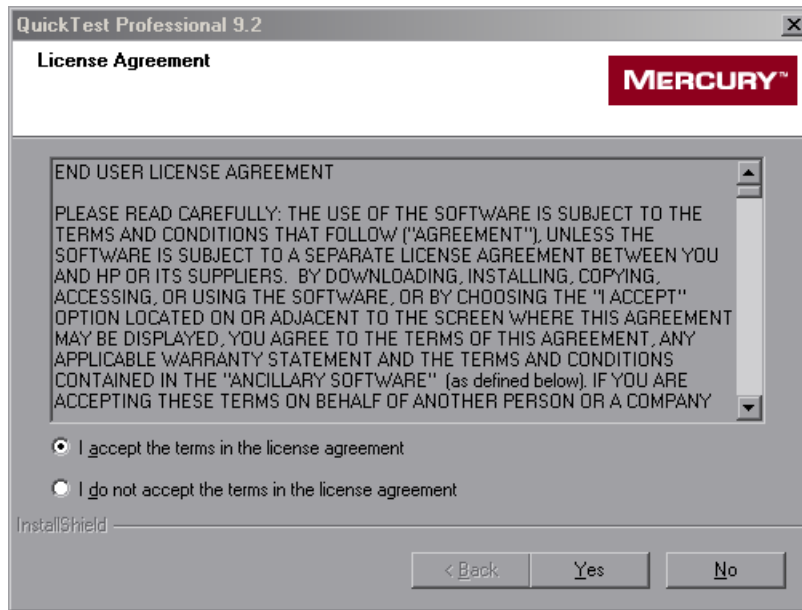 QuickTest Professional 9.2
License Agreement
MERCURY™
END USER LICENSE AGREEMENT
PLEASE READ CAREFULLY: THE USE OF THE SOFTWARE IS SUBJECT TO THE
TERMS AND CONDITIONS THAT FOLLOW ("AGREEMENT"), UNLESS THE
SOFTWARE IS SUBJECT TO A SEPARATE LICENSE AGREEMENT BETWEEN YOU
AND HP OR ITS SUPPLIERS. BY DOWNLOADING, INSTALLING, COPYING,
ACCESSING, OR USING THE SOFTWARE, OR BY CHOOSING THE "I ACCEPT"
OPTION LOCATED ON OR ADJACENT TO THE SCREEN WHERE THIS AGREEMENT
MAY BE DISPLAYED, YOU AGREE TO THE TERMS OF THIS AGREEMENT, ANY
APPLICABLE WARRANTY STATEMENT AND THE TERMS AND CONDITIONS
CONTAINED IN THE "ANCILLARY SOFTWARE" (as defined below). IF YOU ARE
ACCEPTING THESE TERMS ON BEHALF OF ANOTHER PERSON OR A COMPANY
I accept the terms in the license agreement
I do not accept the terms in the license agreement
InstallShield
< Back
Yes
No